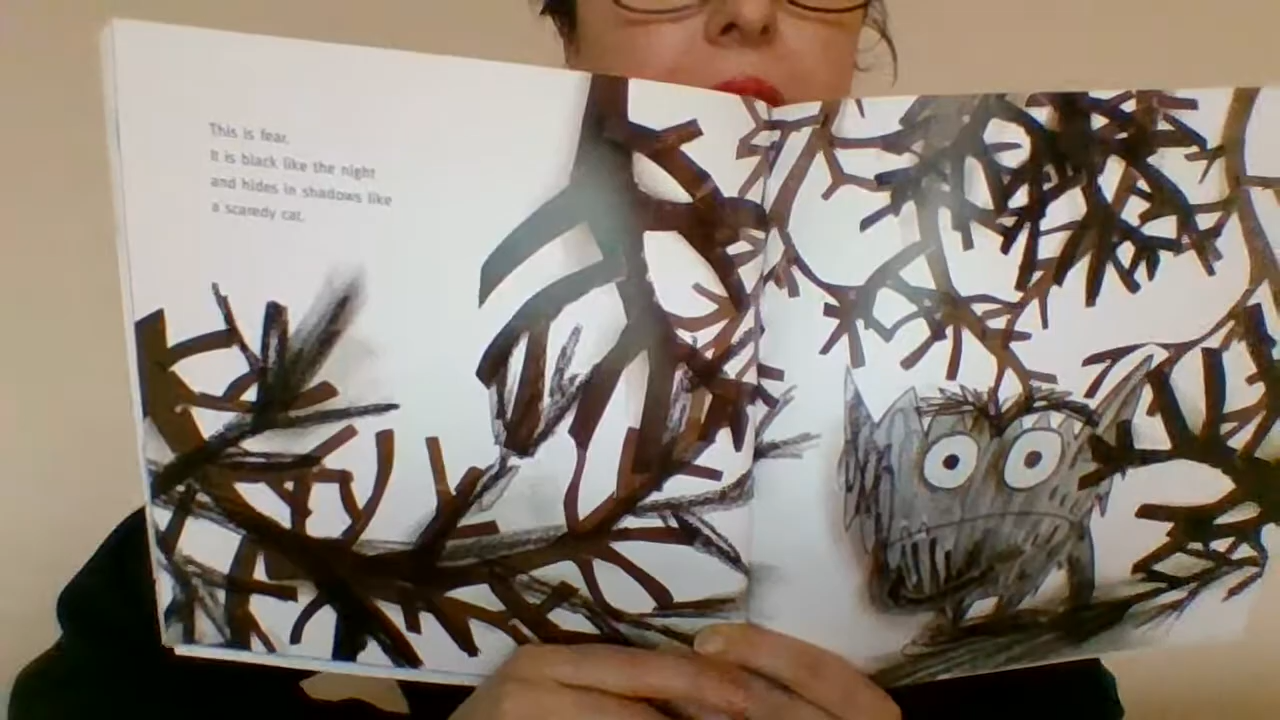 This is fear.
It is black like the night
and hides in shadows like
a scaredy cat.